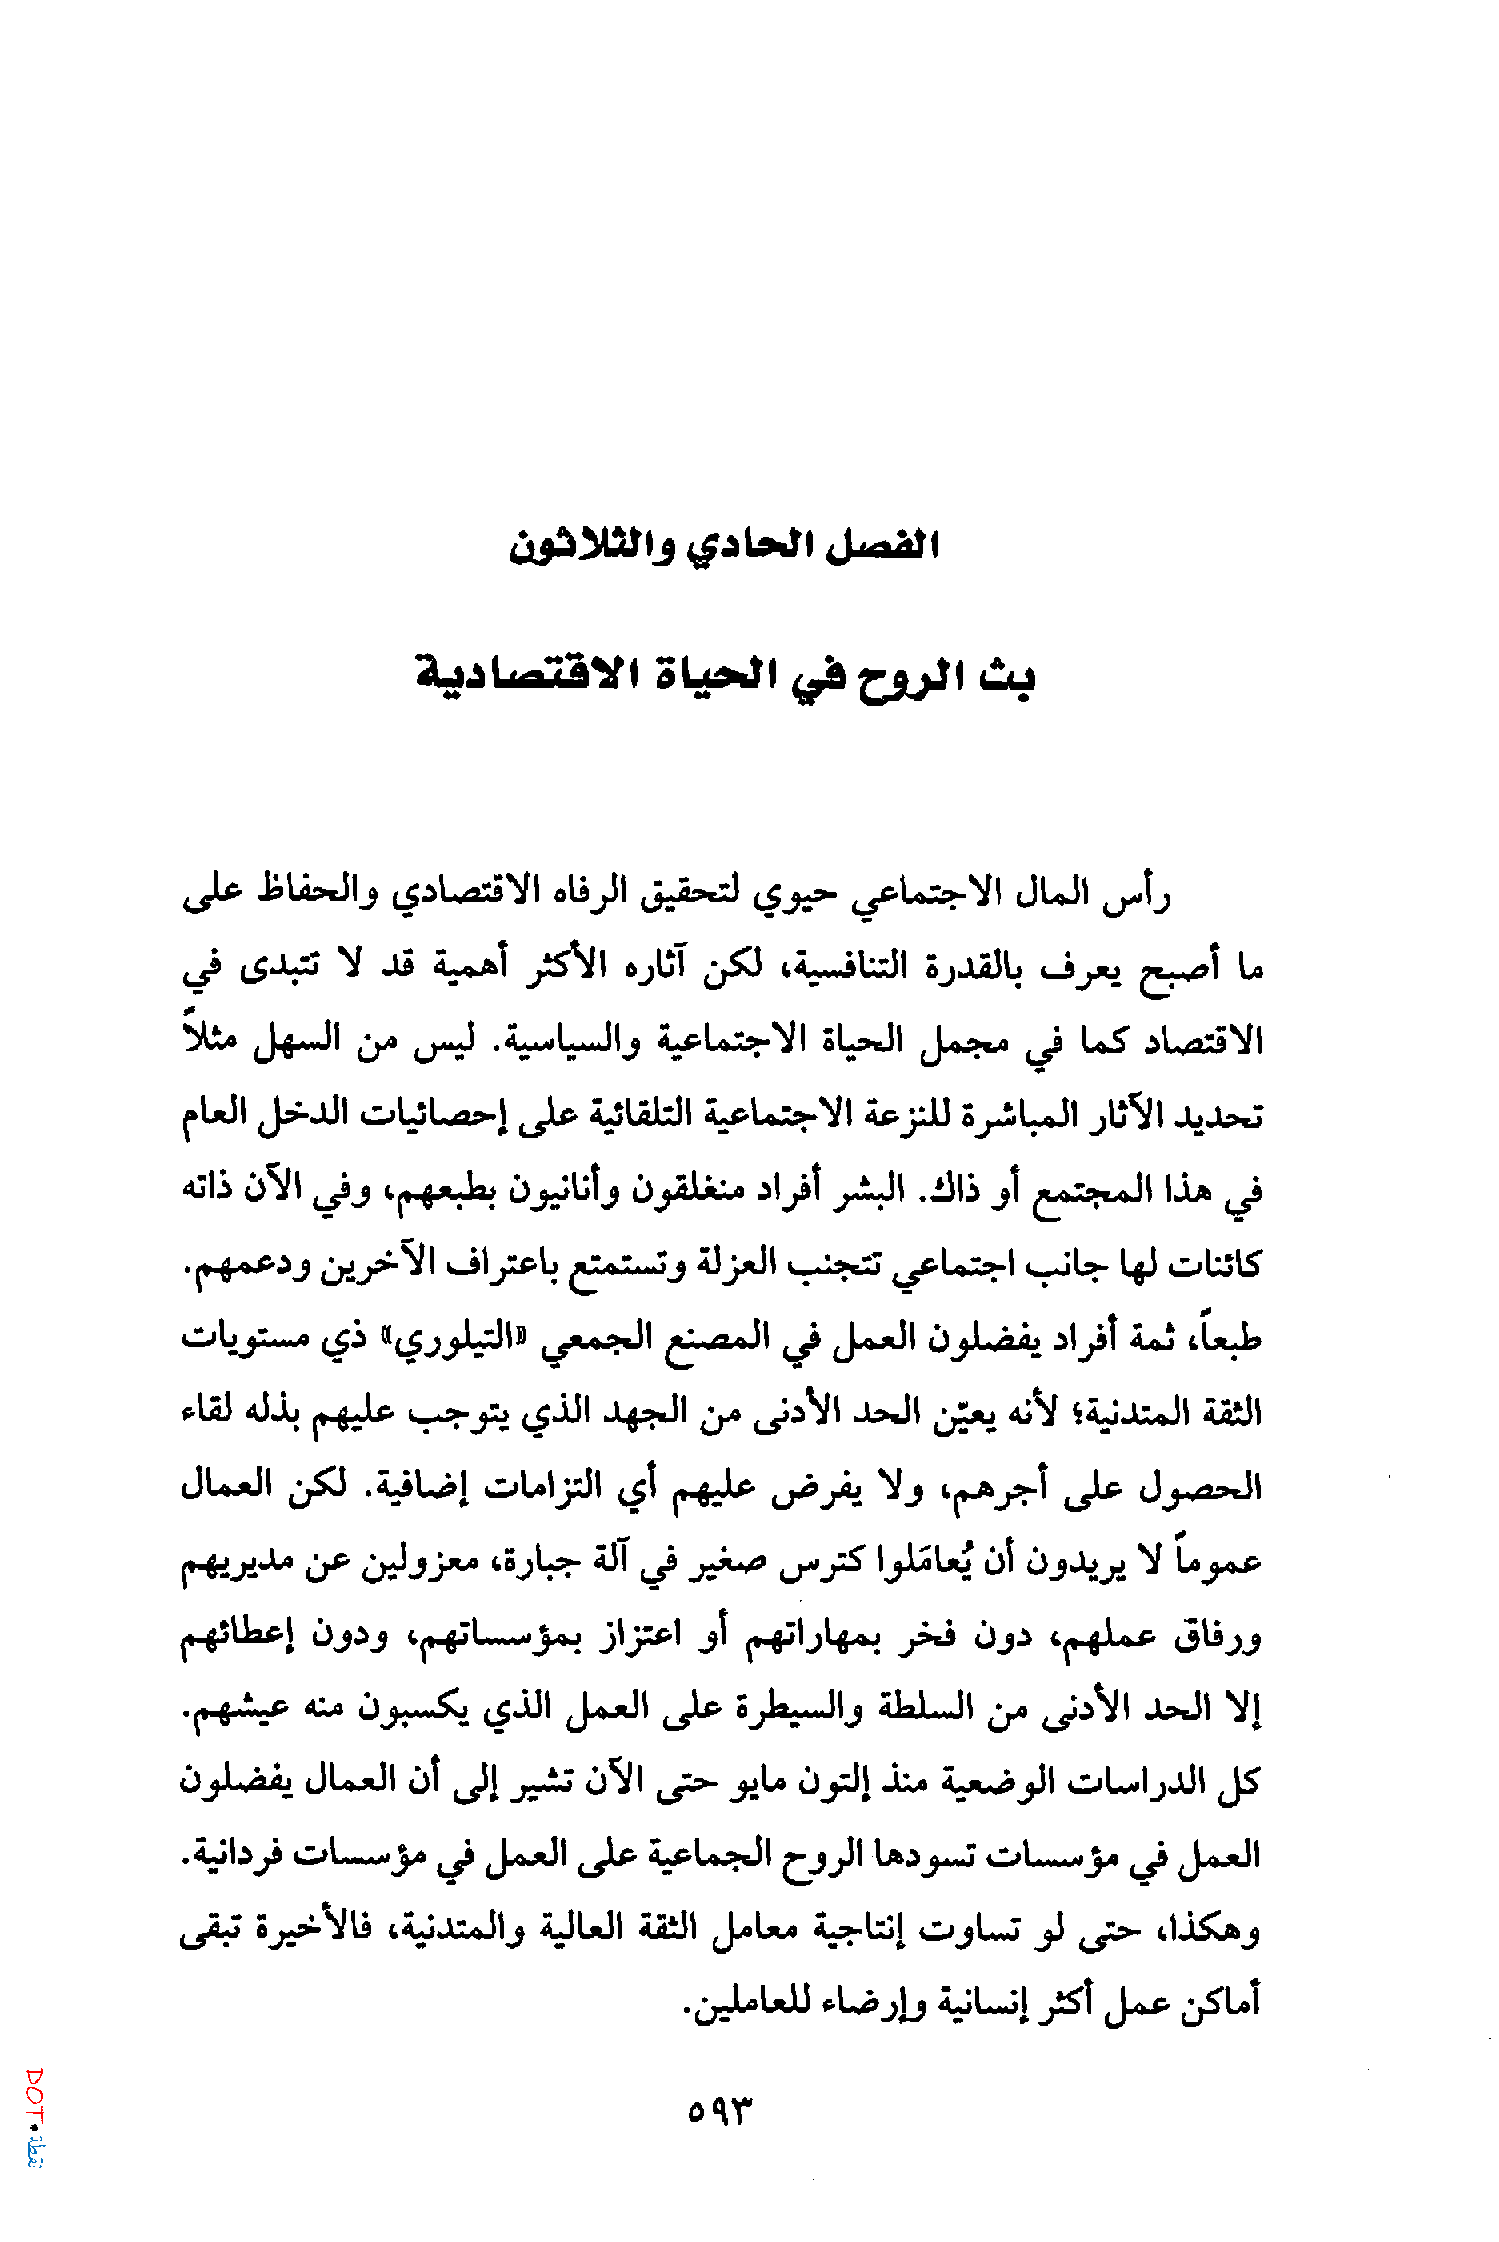 الفصل الحادي والثلاثون
بث الروح في الحياة الاقتصادية
رأس المال الاجتماعي حيوي لتحقيق الرفاه الاقتصادي والحفاظ على
ما أصبح يعرف بالقدرة التنافسية، لكن آثاره الأكثر أهمية قد لا تتبدى في
الاقتصاد كما في مجمل الحياة الاجتماعية والسياسية. ليس من السهل مثلاً
تحديد الآثار المباشرة للنزعة الاجتماعية التلقائية على إحصائيات الدخل العام
في هذا المجتمع أو ذاك. البشر أفراد منغلقون وأنانيون بطبعهم، وفي الآن ذاته
كائنات لها جانب اجتماعي تتجنب العزلة وتستمتع باعتراف الآخرين ودعمهم.
طبعاً، ثمة أفراد يفضلون العمل في المصنع الجمعي «التيلوري» ذي مستويات
الثقة المتدنية؛ لأنه يعيّن الحد الأدنى من الجهد الذي يتوجب عليهم بذله لقاء
الحصول على أجرهم، ولا يفرض عليهم أي التزامات إضافية. لكن العمال
عموماً لا يريدون أن يُعامَلوا كترس صغير في آلة جبارة، معزولين عن مديريهم
ورفاق عملهم، دون فخر بمهاراتهم أو اعتزاز بمؤسساتهم، ودون إعطائهم
إلا الحد الأدنى من السلطة والسيطرة على العمل الذي يكسبون منه عيشهم.
كل الدراسات الوضعية منذ إلتون مايو حتى الآن تشير إلى أن العمال يفضلون
العمل في مؤسسات تسودها الروح الجماعية على العمل في مؤسسات فردانية.
وهكذا، حتى لو تساوت إنتاجية معامل الثقة العالية والمتدنية، فالأخيرة تبقى
أماكن عمل أكثر إنسانية وإرضاء للعاملين.
٥٩٣
DOT نقطة